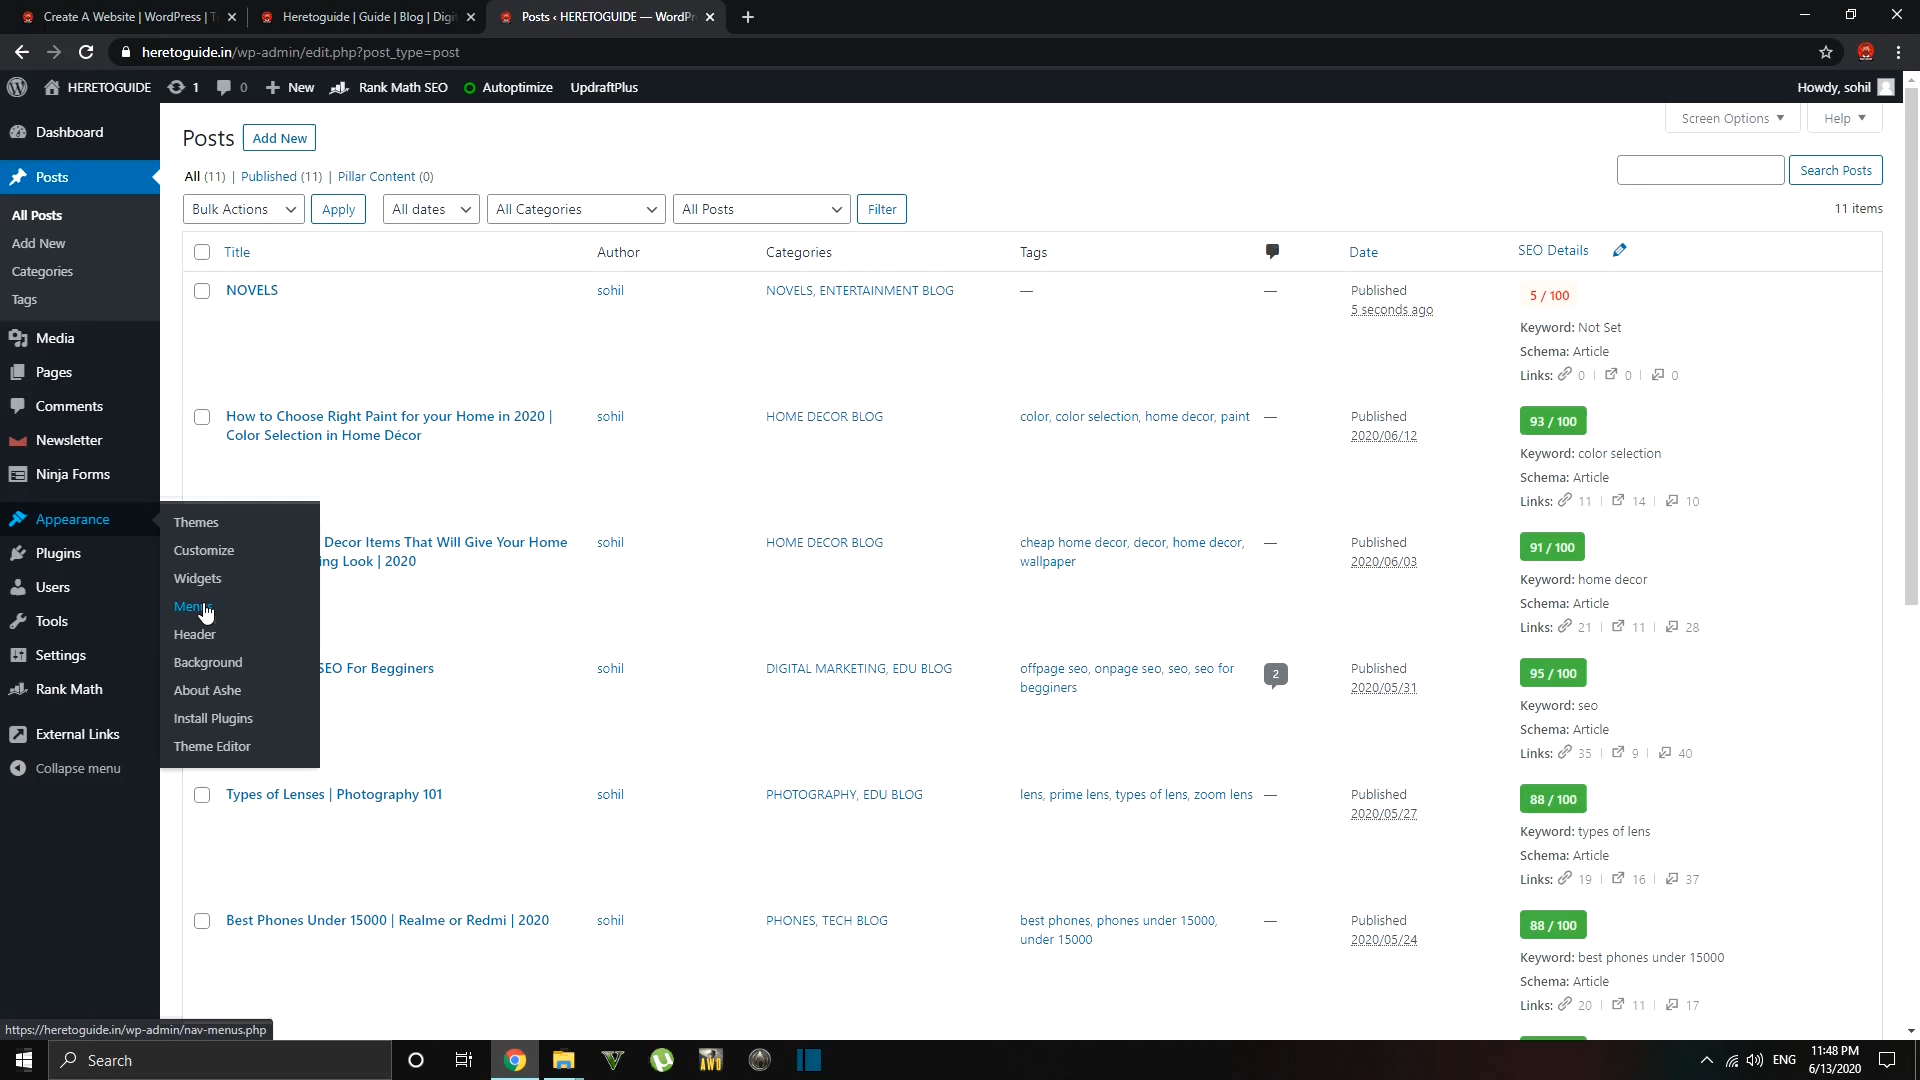 Create A Website | WordPress | T
Heretoguide | Guide | Blog | Digit
Posts ‹ HERETOGUIDE — WordPr
heretoguide.in/wp-admin/edit.php?post_type=post
HERETOGUIDE
1
0
New
Rank Math SEO
Autoptimize
UpdraftPlus
Howdy, sohil
Dashboard
Posts
All Posts
Add New
Categories
Tags
Media
Pages
Comments
Newsletter
Ninja Forms
Appearance
Plugins
Users
Tools
Settings
Rank Math
External Links
Collapse menu
Themes
Customize
Widgets
Header
Background
About Ashe
Install Plugins
Theme Editor
Posts Add New
Screen Options
Help
All (11) | Published (11) | Pillar Content (0)
Search Posts
Bulk Actions
Apply
All dates
All Categories
All Posts
Filter
11 items
Title Author Categories Tags Date SEO Details
NOVELS
sohil
NOVELS, ENTERTAINMENT BLOG
—
—
Published
5 seconds ago
5 / 100
Keyword: Not Set
Schema: Article
Links: 0 | 0 | 0
How to Choose Right Paint for your Home in 2020 |
Color Selection in Home Décor
sohil
HOME DECOR BLOG
color, color selection, home decor, paint
—
Published
2020/06/12
93 / 100
Keyword: color selection
Schema: Article
Links: 11 | 14 | 10
Decor Items That Will Give Your Home
ing Look | 2020
sohil
HOME DECOR BLOG
cheap home decor, decor, home decor,
wallpaper
—
Published
2020/06/03
91 / 100
Keyword: home decor
Schema: Article
Links: 21 | 11 | 28
SEO For Begginers
sohil
DIGITAL MARKETING, EDU BLOG
offpage seo, onpage seo, seo, seo for
begginers
2
Published
2020/05/31
95 / 100
Keyword: seo
Schema: Article
Links: 35 | 9 | 40
Types of Lenses | Photography 101
sohil
PHOTOGRAPHY, EDU BLOG
lens, prime lens, types of lens, zoom lens
—
Published
2020/05/27
88 / 100
Keyword: types of lens
Schema: Article
Links: 19 | 16 | 37
Best Phones Under 15000 | Realme or Redmi | 2020
sohil
PHONES, TECH BLOG
best phones, phones under 15000,
under 15000
—
Published
2020/05/24
88 / 100
Keyword: best phones under 15000
Schema: Article
Links: 20 | 11 | 17
https://heretoguide.in/wp-admin/nav-menus.php
Search
AWD
ENG
11:48 PM
6/13/2020